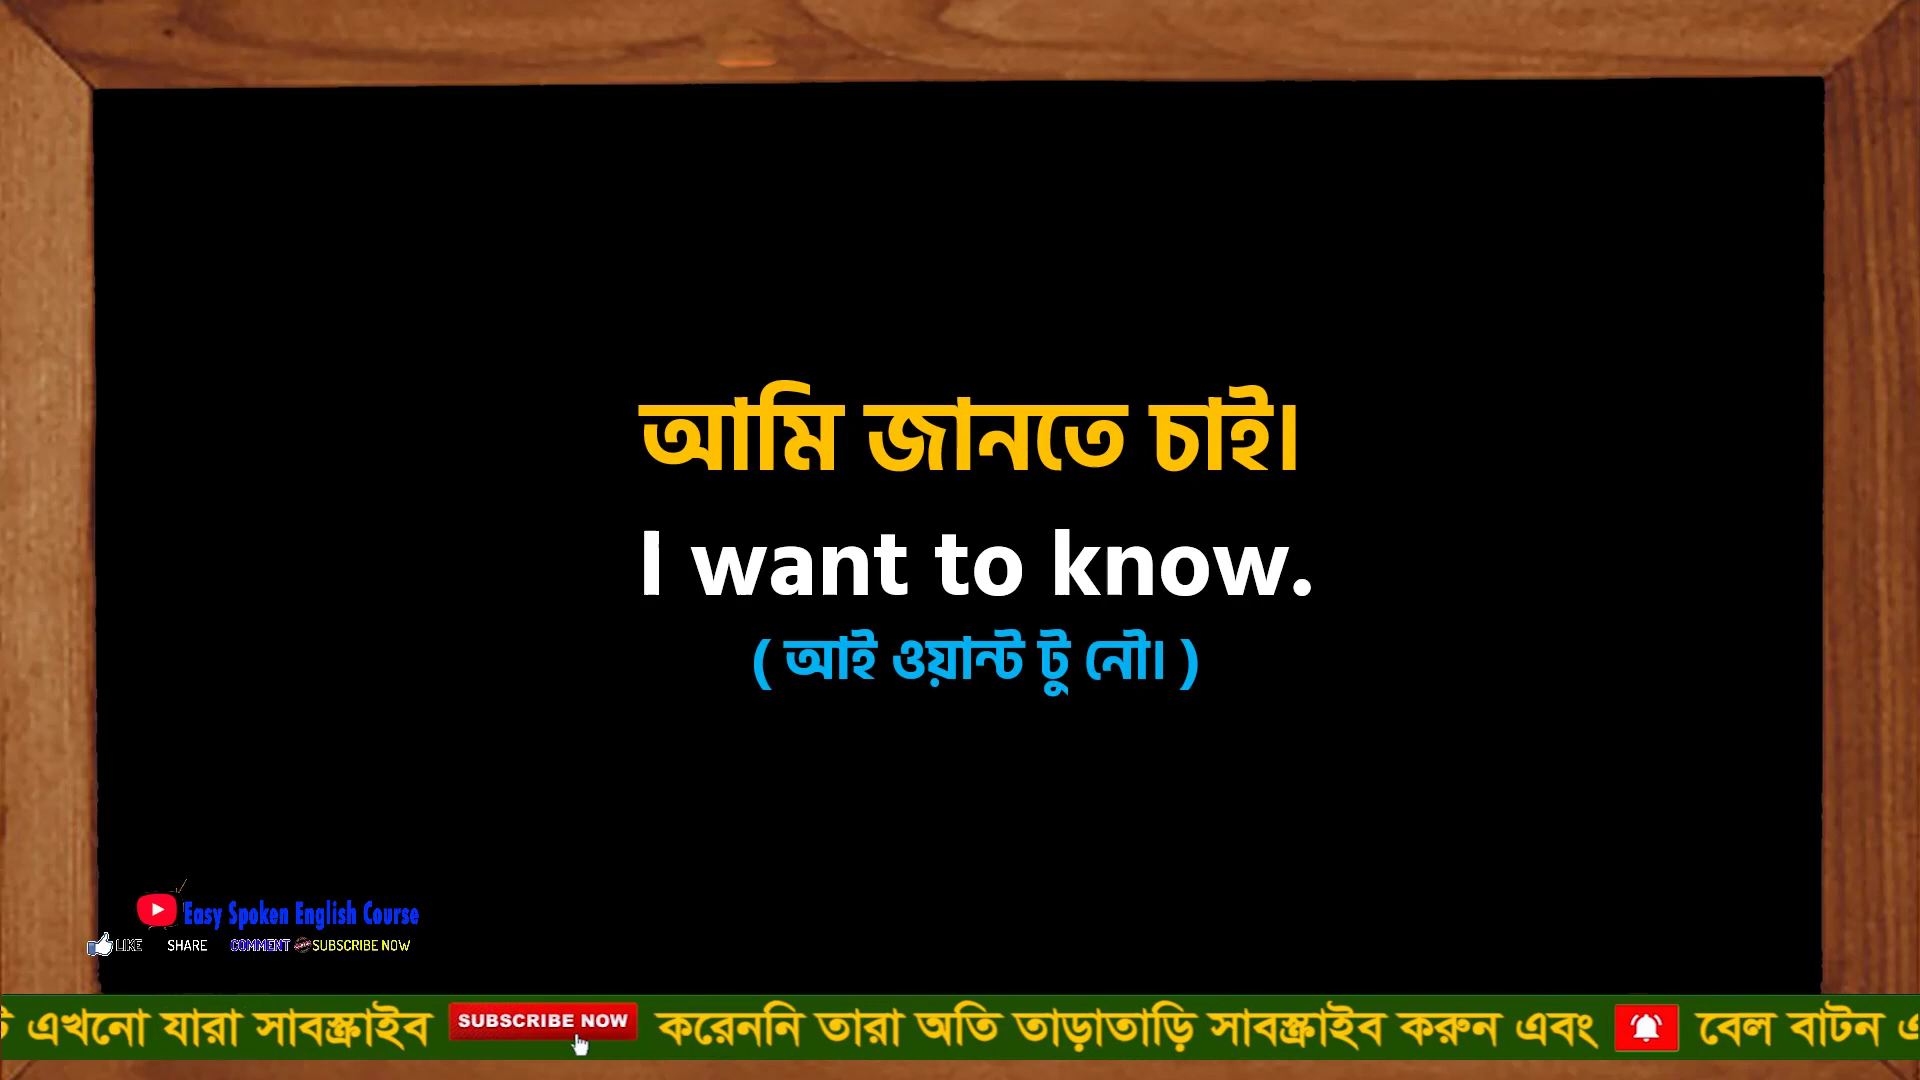 আমি জানতে চাই।
I want to know.
( আই ওয়ান্ট টু নৌ। )
Easy Spoken English Course
LIKE SHARE COMMENT SUBSCRIBE NOW
এখনো যারা সাবস্ক্রাইব SUBSCRIBE NOW করেননি তারা অতি তাড়াতাড়ি সাবস্ক্রাইব করুন এবং বেল বাটন